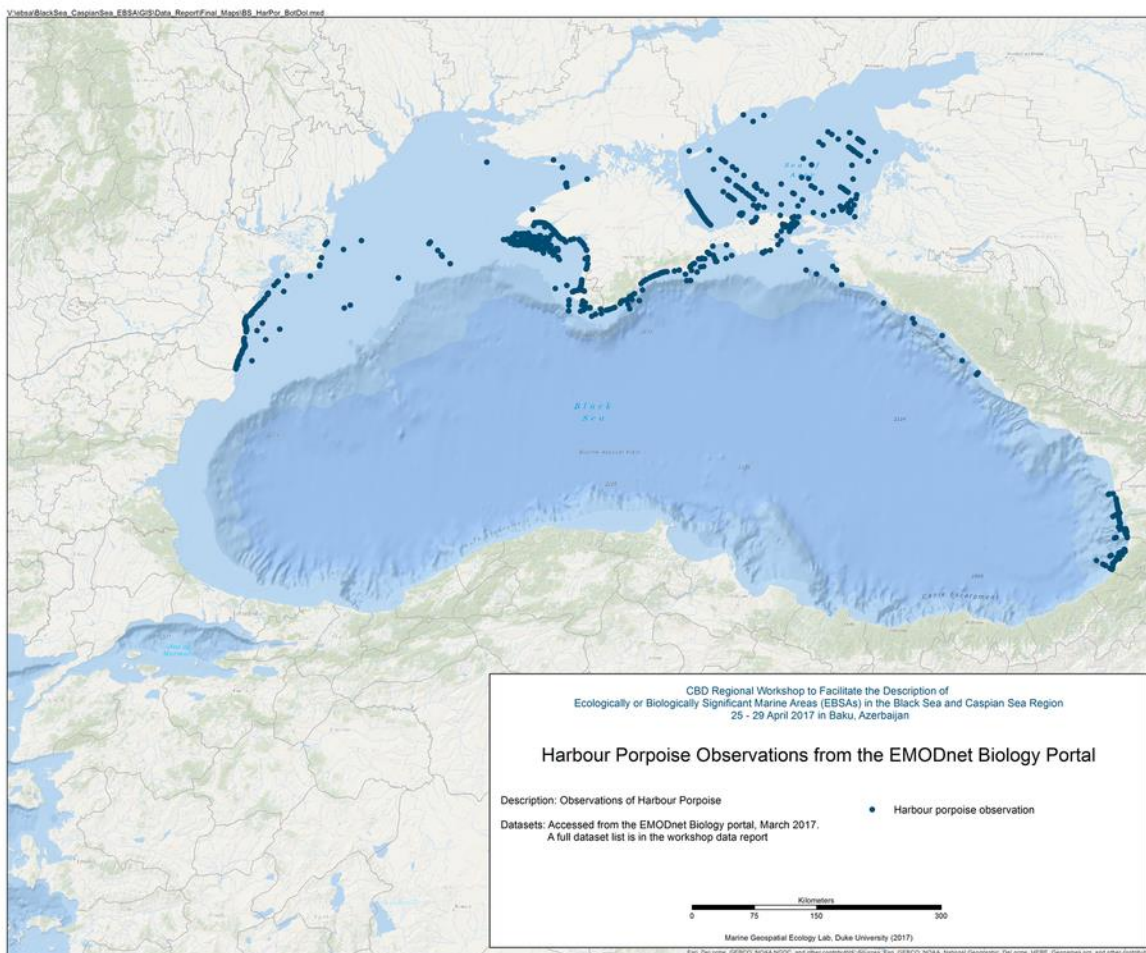 V:\ebsa\BlackSea_CaspianSea_EBSA\GIS\Data_Report\Final_Maps\BS_HarPor_BotDol.mxd
Sea of
Black
Sea
CBD Regional Workshop to Facilitate the Description of
Ecologically or Biologically Significant Marine Areas (EBSAs) in the Black Sea and Caspian Sea Region
25 - 29 April 2017 in Baku, Azerbaijan
Harbour Porpoise Observations from the EMODnet Biology Portal
Description: Observations of Harbour Porpoise
Harbour porpoise observation
Datasets: Accessed from the EMODnet Biology portal, March 2017.
A full dataset list is in the workshop data report
Kilometers
0 75 150 300
Marine Geospatial Ecology Lab, Duke University (2017)